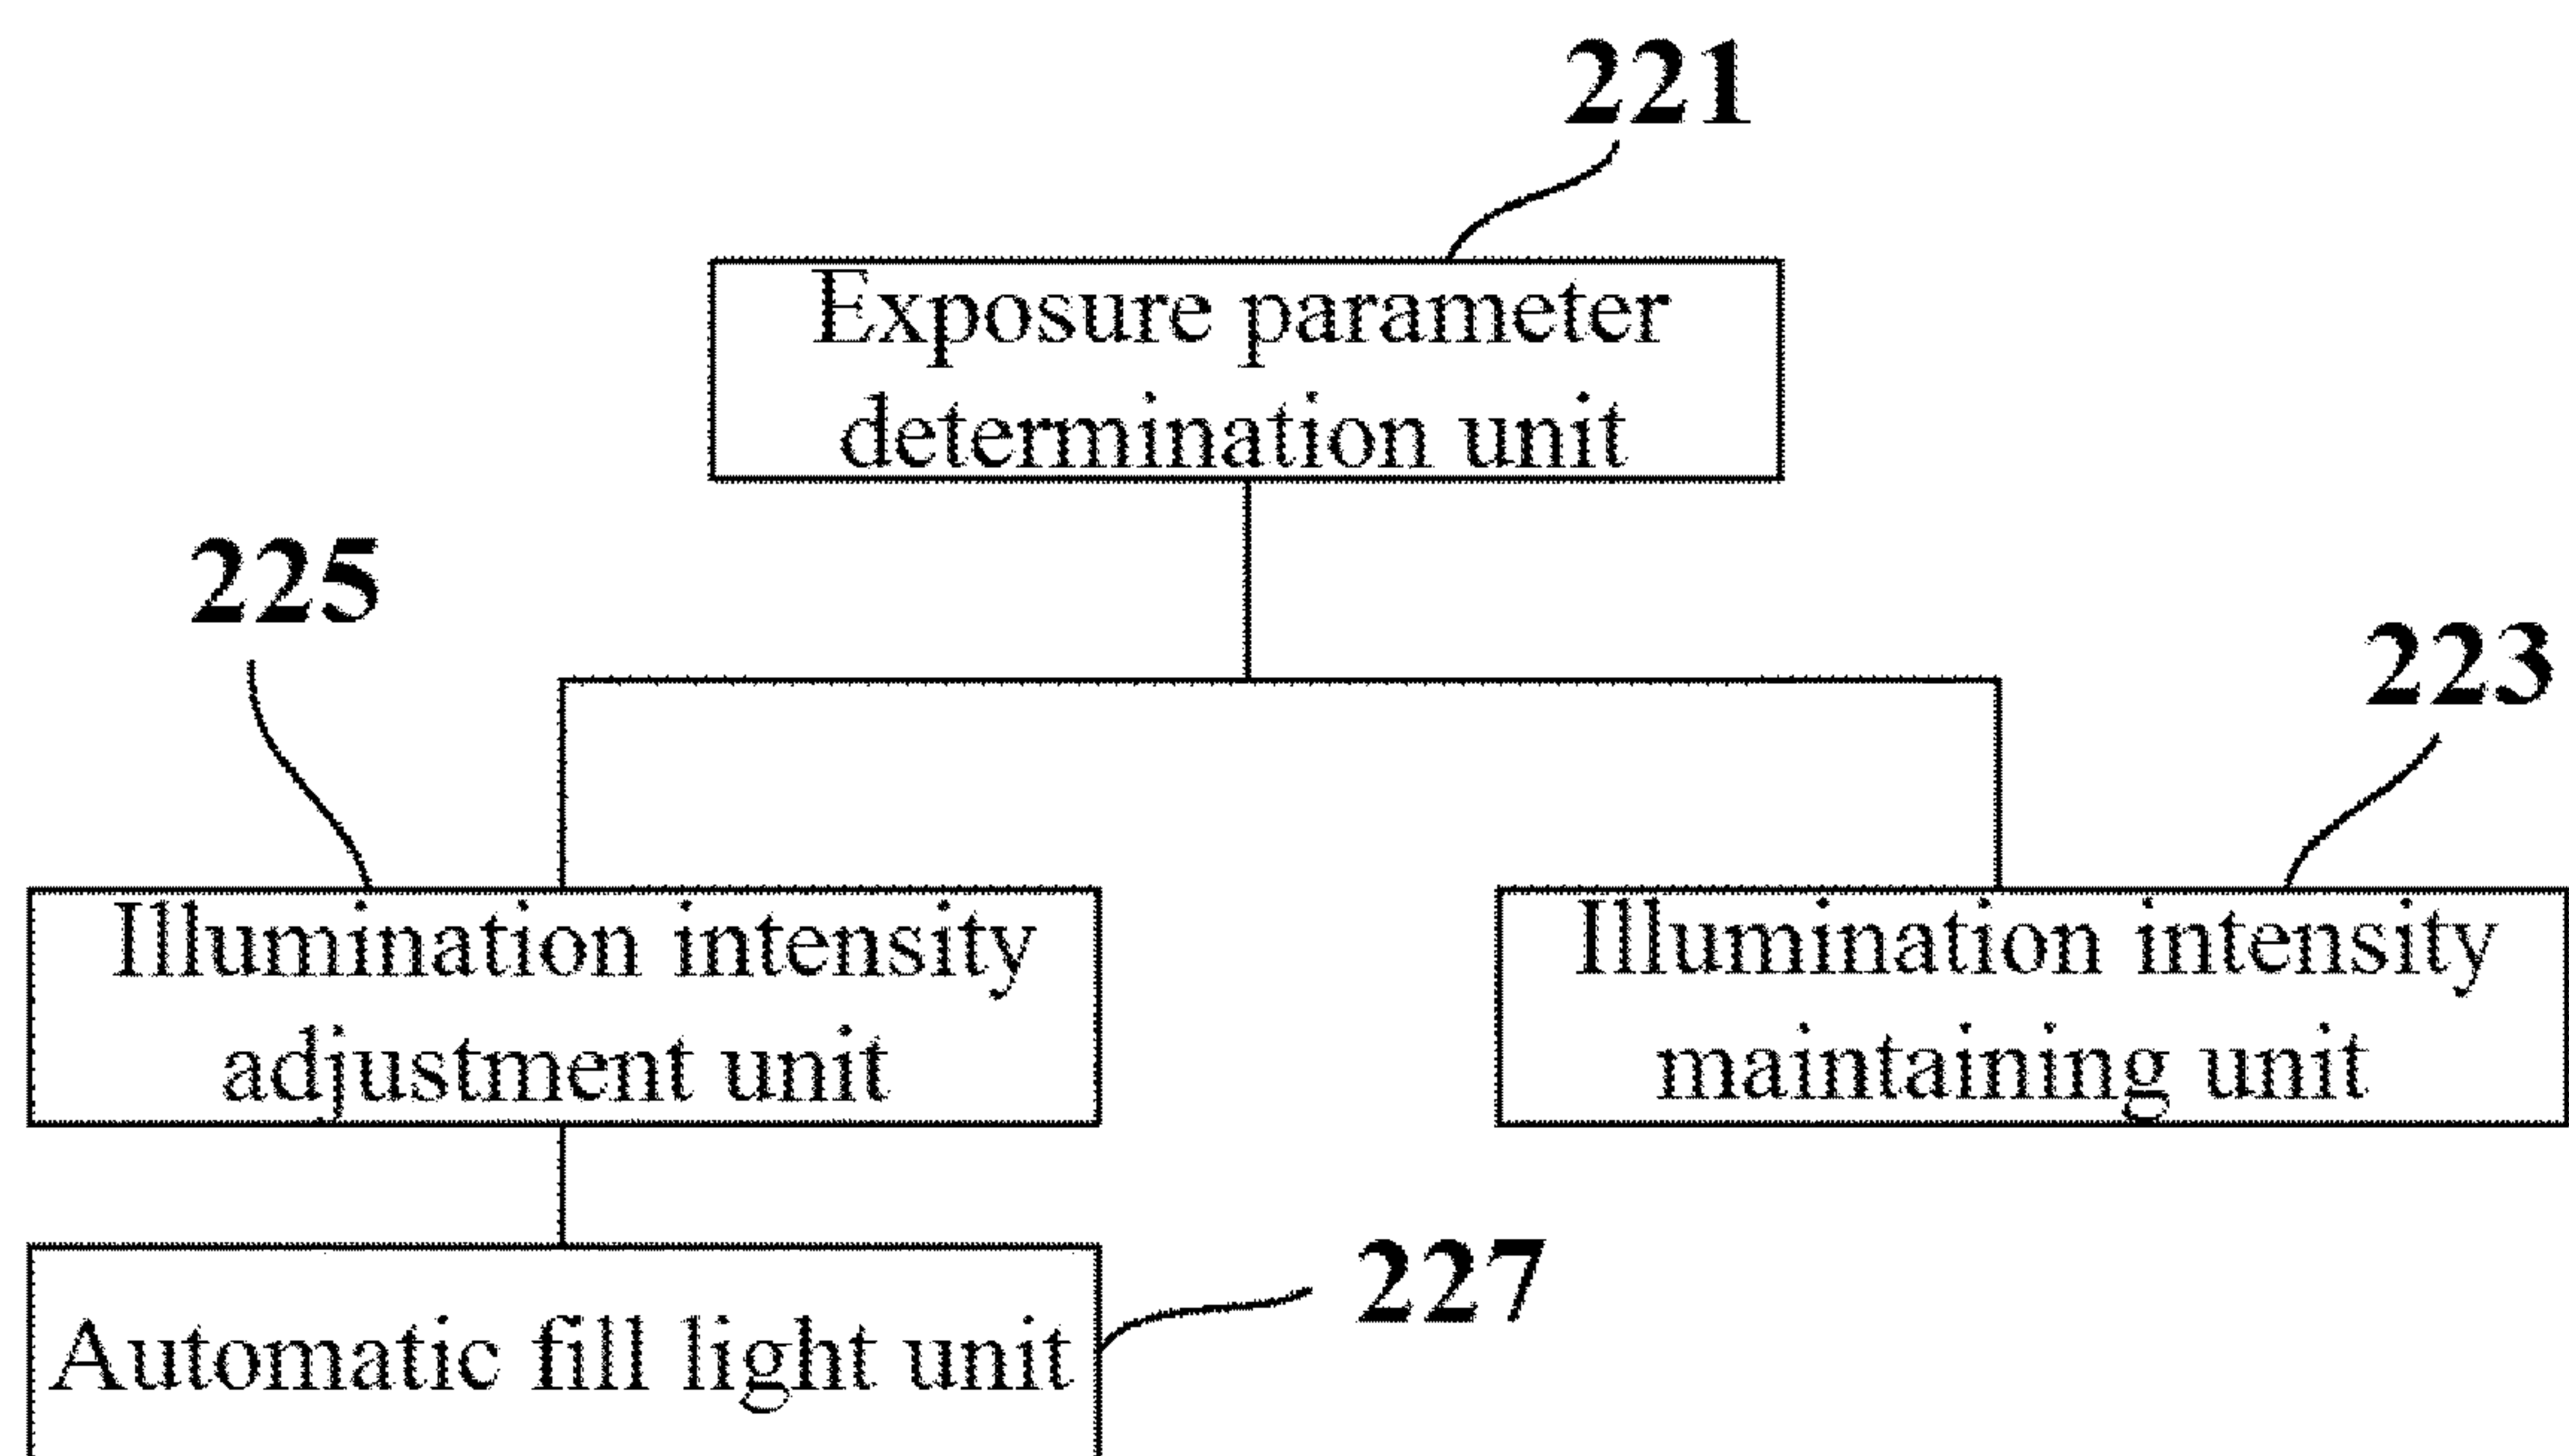 221
Exposure parameter
determination unit
225
223
Illumination intensity
adjustment unit
Illumination intensity
maintaining unit
227
Automatic fill light unit